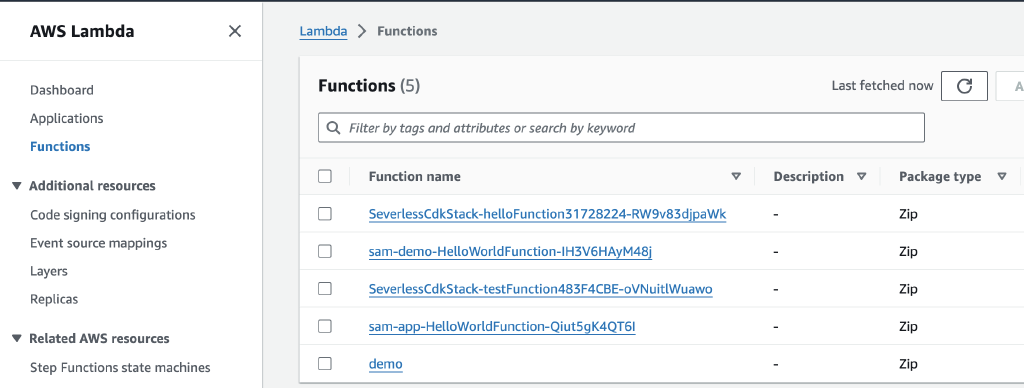 AWS Lambda
Dashboard
Applications
Functions
Additional resources
Code signing configurations
Event source mappings
Layers
Replicas
Related AWS resources
Step Functions state machines
Lambda > Functions
Functions (5)
Last fetched now
A
Filter by tags and attributes or search by keyword
Function name Description Package type
SeverlessCdkStack-helloFunction31728224-RW9v83djpaWk - Zip
sam-demo-HelloWorldFunction-IH3V6HAyM48j - Zip
SeverlessCdkStack-testFunction483F4CBE-oVNuitlWuawo - Zip
sam-app-HelloWorldFunction-Qiut5gK4QT6I - Zip
demo - Zip